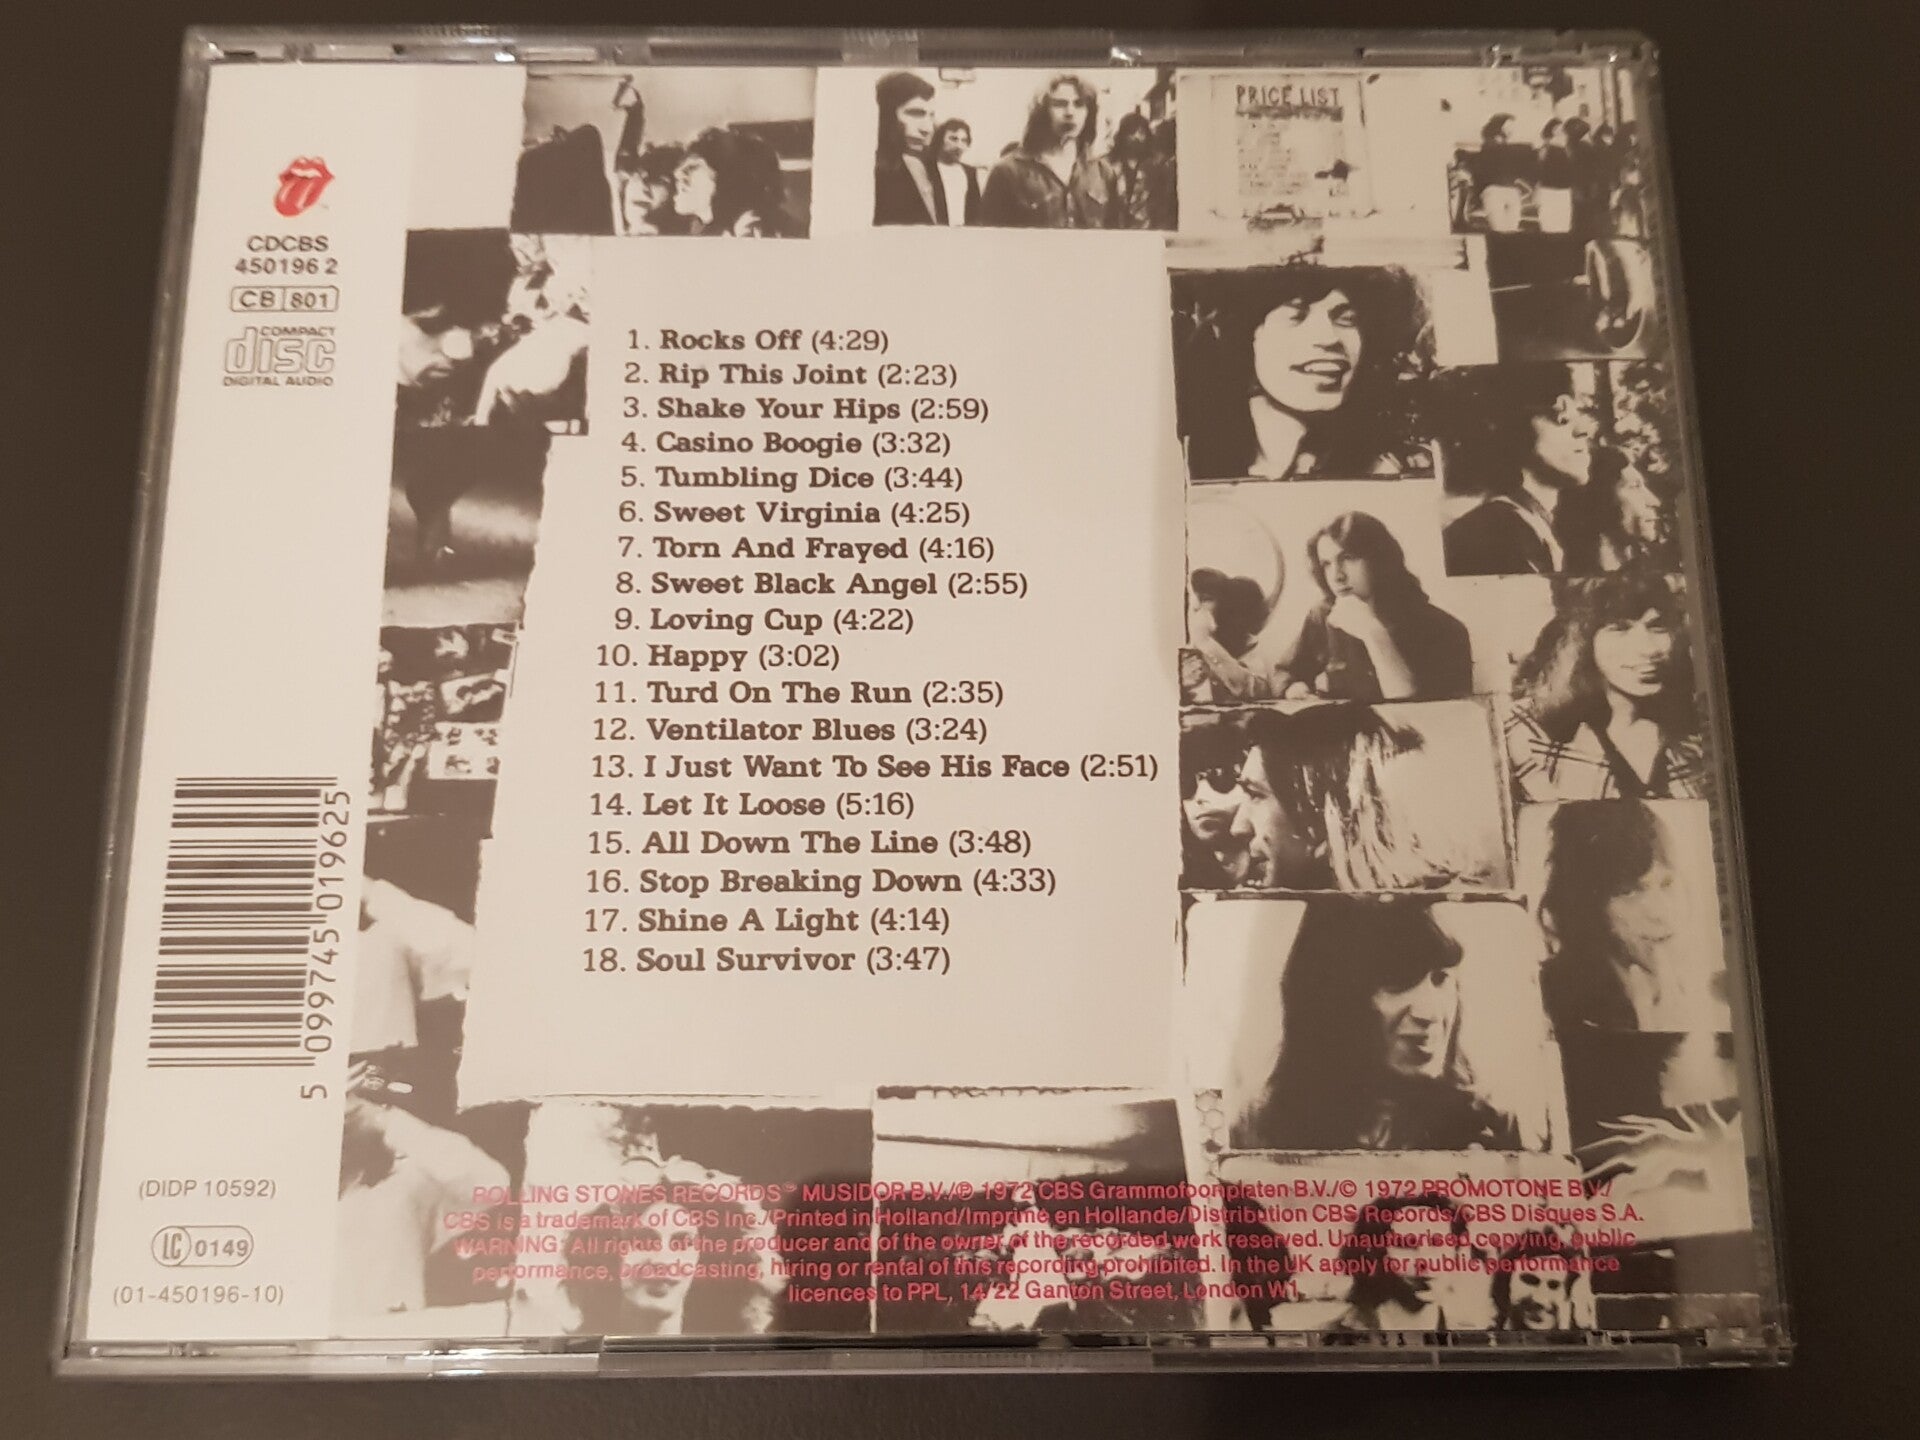 PRICE LIST
CDCBS
450196 2
CB 801
COMPACT
disc
DIGITAL AUDIO
1. Rocks Off (4:29)
2. Rip This Joint (2:23)
3. Shake Your Hips (2:59)
4. Casino Boogie (3:32)
5. Tumbling Dice (3:44)
6. Sweet Virginia (4:25)
7. Torn And Frayed (4:16)
8. Sweet Black Angel (2:55)
9. Loving Cup (4:22)
10. Happy (3:02)
11. Turd On The Run (2:35)
12. Ventilator Blues (3:24)
13. I Just Want To See His Face (2:51)
14. Let It Loose (5:16)
15. All Down The Line (3:48)
16. Stop Breaking Down (4:33)
17. Shine A Light (4:14)
18. Soul Survivor (3:47)
5 099745 019625
(DIDP 10592)
LC 0149
(01-450196-10)
ROLLING STONES RECORDS MUSIDOR B.V./℗ 1972 CBS Grammofoonplaten B.V./© 1972 PROMOTONE B.V./
CBS is a trademark of CBS Inc./Printed in Holland/Imprimé en Hollande/Distribution CBS Records/CBS Disques S.A.
WARNING: All rights of the producer and of the owner of the recorded work reserved. Unauthorised copying, public
performance, broadcasting, hiring or rental of this recording prohibited. In the UK apply for public performance
licences to PPL, 14/22 Ganton Street, London W1.